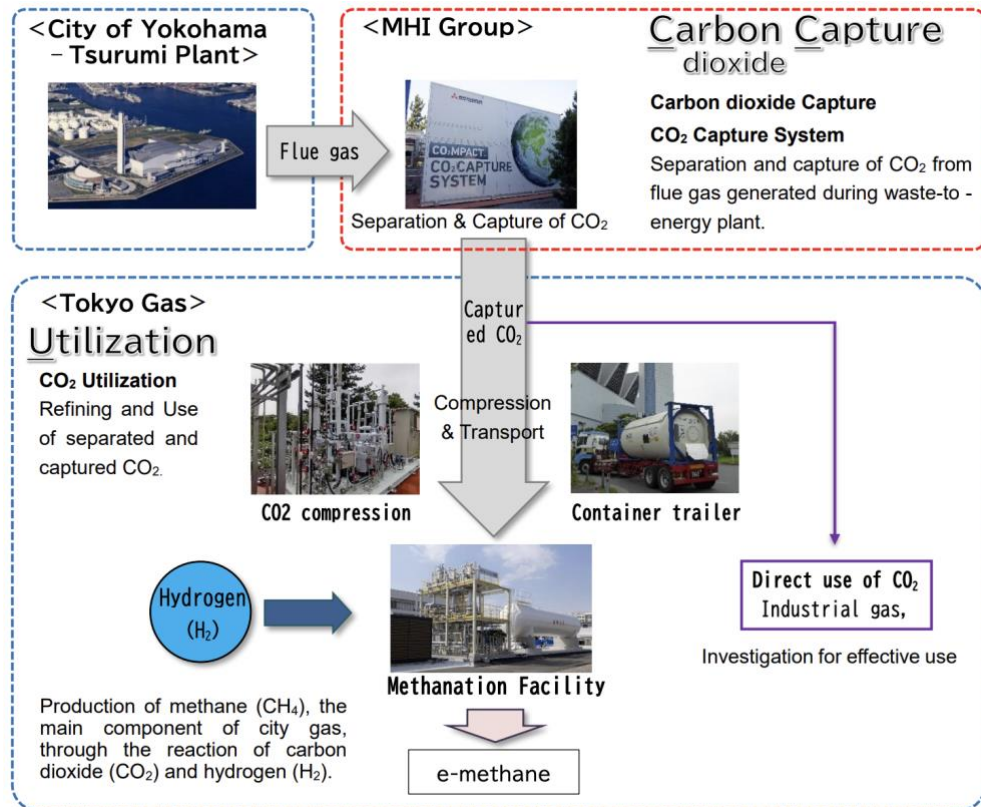 <City of Yokohama
– Tsurumi Plant>
Flue gas
<MHI Group>
CO₂MPACT
CO₂CAPTURE
SYSTEM
Separation & Capture of CO₂
Carbon Capture
dioxide
Carbon dioxide Capture
CO₂ Capture System
Separation and capture of CO₂ from
flue gas generated during waste-to -
energy plant.
<Tokyo Gas>
Utilization
CO₂ Utilization
Refining and Use
of separated and
captured CO₂.
Captur
ed CO₂
Compression
& Transport
CO2 compression
Container trailer
Hydrogen
(H₂)
Methanation Facility
Direct use of CO₂
Industrial gas,
Investigation for effective use
Production of methane (CH₄), the
main component of city gas,
through the reaction of carbon
dioxide (CO₂) and hydrogen (H₂).
e-methane